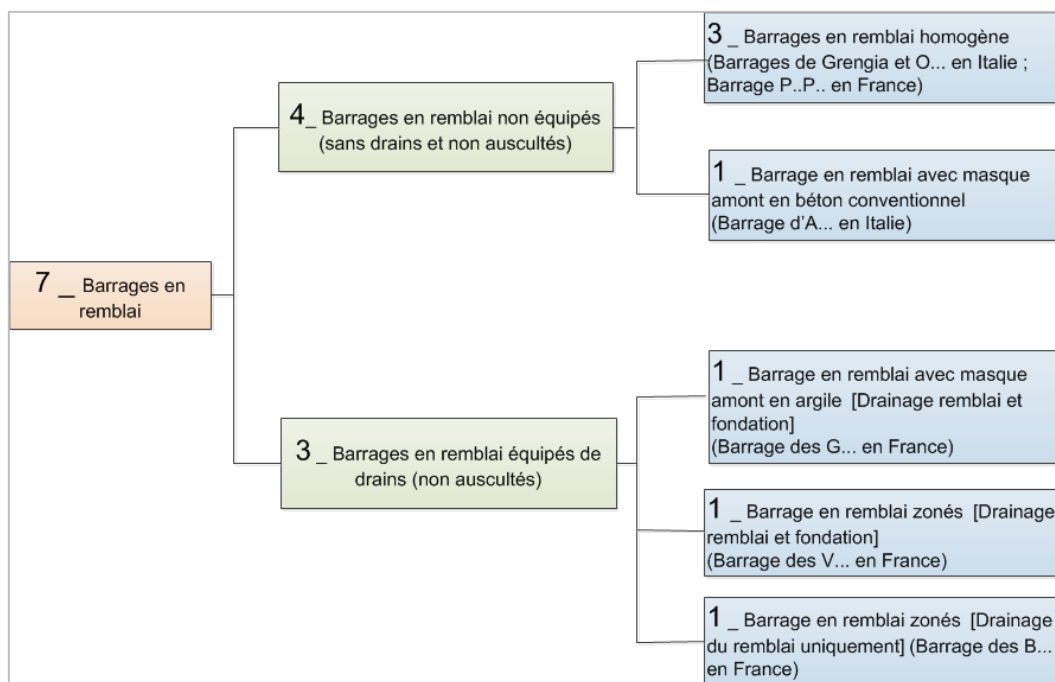 7 _ Barrages en
remblai
4_ Barrages en remblai non équipés
(sans drains et non auscultés)
3 _ Barrages en remblai homogène
(Barrages de Grengia et O... en Italie ;
Barrage P..P.. en France)
1 _ Barrage en remblai avec masque
amont en béton conventionnel
(Barrage d'A... en Italie)
3 _ Barrages en remblai équipés de
drains (non auscultés)
1 _ Barrage en remblai avec masque
amont en argile [Drainage remblai et
fondation]
(Barrage des G... en France)
1 _ Barrage en remblai zonés [Drainage
remblai et fondation]
(Barrage des V... en France)
1 _ Barrage en remblai zonés [Drainage
du remblai uniquement] (Barrage des B...
en France)